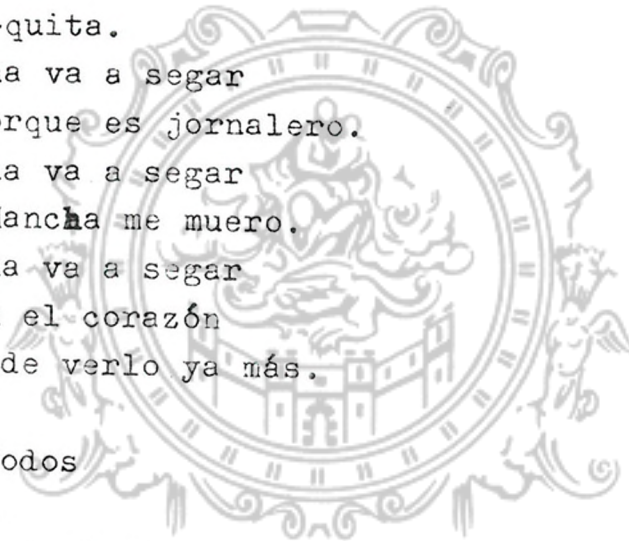 quita.
a va a segar
rque es jornalero.
a va a segar
ancha me muero.
a va a segar
el corazón
de verlo ya más.
odos